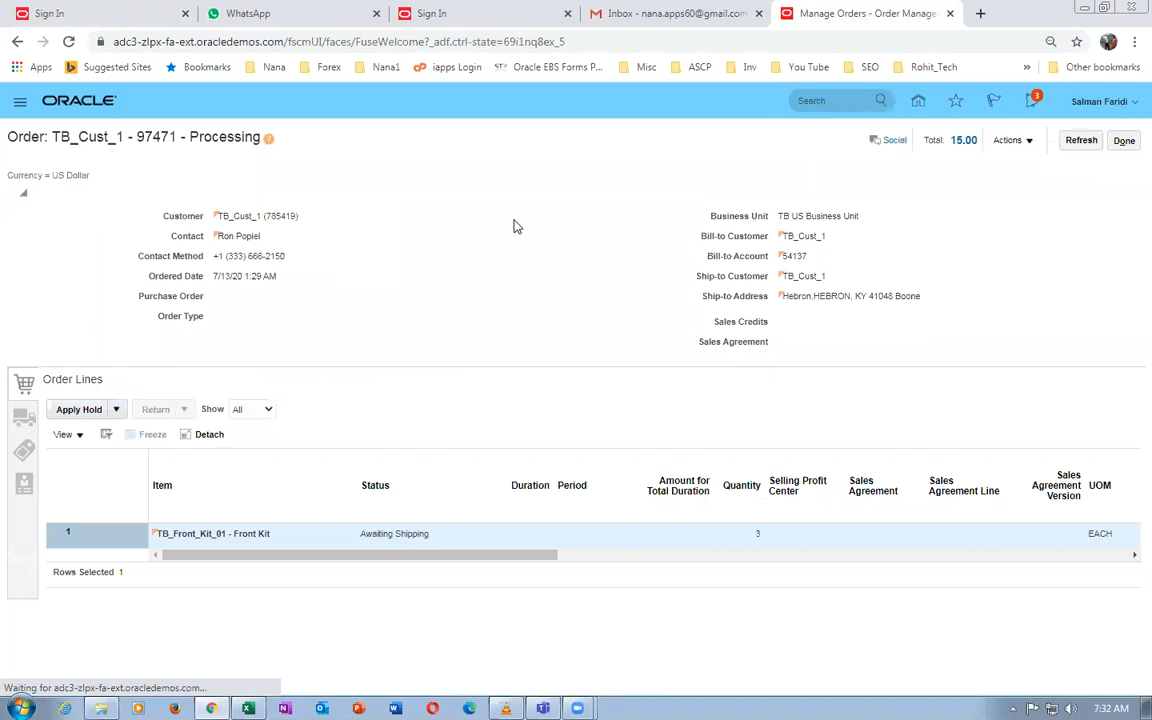 Sign In
WhatsApp
Sign In
Inbox - nana.apps60@gmail.com
Manage Orders - Order Manage
adc3-zlpx-fa-ext.oracledemos.com/fscmUI/faces/FuseWelcome?_adf.ctrl-state=69i1nq8ex_5
Apps Suggested Sites Bookmarks Nana Forex Nana1 iapps Login Oracle EBS Forms P... Misc ASCP Inv You Tube SEO Rohit_Tech » Other bookmarks
ORACLE Search 3 Salman Faridi
Order: TB_Cust_1 - 97471 - Processing ? Social Total: 15.00 Actions Refresh Done
Currency = US Dollar
Customer TB_Cust_1 (785419) Business Unit TB US Business Unit
Contact Ron Popiel Bill-to Customer TB_Cust_1
Contact Method +1 (333) 666-2150 Bill-to Account 54137
Ordered Date 7/13/20 1:29 AM Ship-to Customer TB_Cust_1
Purchase Order Ship-to Address Hebron,HEBRON, KY 41048 Boone
Order Type Sales Credits
Sales Agreement
Order Lines
Apply Hold Return Show All
View Freeze Detach
Item Status Duration Period Amount for Total Duration Quantity Selling Profit Center Sales Agreement Sales Agreement Line Sales Agreement Version UOM
1 TB_Front_Kit_01 - Front Kit Awaiting Shipping 3 EACH
Rows Selected 1
Waiting for adc3-zlpx-fa-ext.oracledemos.com...
7:32 AM